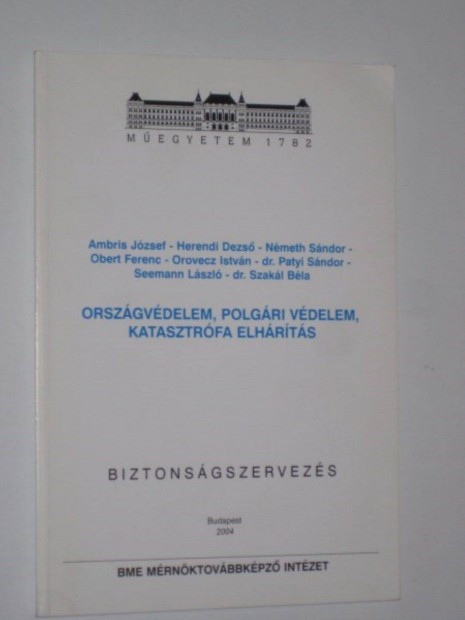 MŰEGYETEM 1782
Ambris József - Herendi Dezső - Németh Sándor -
Obert Ferenc - Orovecz István - dr. Patyi Sándor -
Seemann László - dr. Szakál Béla
ORSZÁGVÉDELEM, POLGÁRI VÉDELEM,
KATASZTRÓFA ELHÁRÍTÁS
BIZTONSÁGSZERVEZÉS
Budapest
2004
BME MÉRNÖKTOVÁBBKÉPZŐ INTÉZET